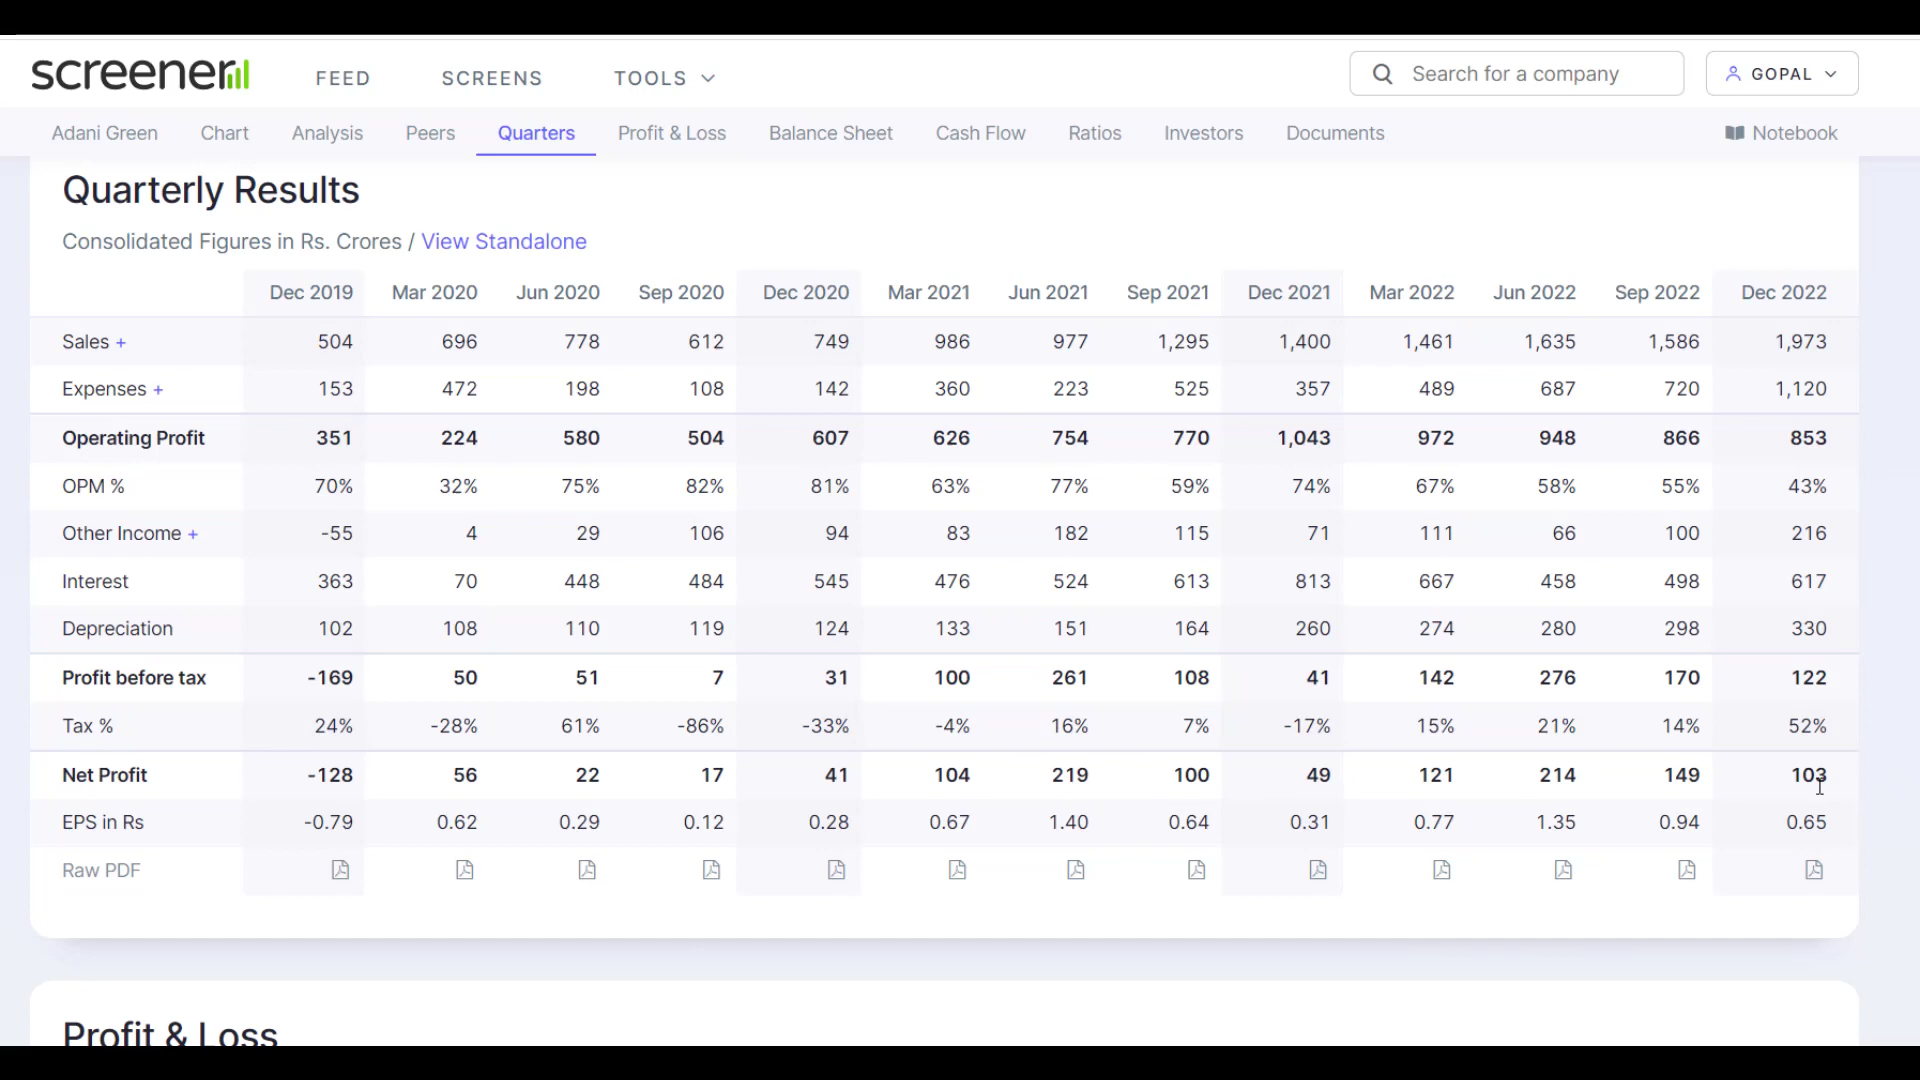 screener
FEED SCREENS TOOLS
Search for a company
GOPAL
Adani Green Chart Analysis Peers Quarters Profit & Loss Balance Sheet Cash Flow Ratios Investors Documents Notebook
Quarterly Results
Consolidated Figures in Rs. Crores / View Standalone
Dec 2019 Mar 2020 Jun 2020 Sep 2020 Dec 2020 Mar 2021 Jun 2021 Sep 2021 Dec 2021 Mar 2022 Jun 2022 Sep 2022 Dec 2022
Sales + 504 696 778 612 749 986 977 1,295 1,400 1,461 1,635 1,586 1,973
Expenses + 153 472 198 108 142 360 223 525 357 489 687 720 1,120
Operating Profit 351 224 580 504 607 626 754 770 1,043 972 948 866 853
OPM % 70% 32% 75% 82% 81% 63% 77% 59% 74% 67% 58% 55% 43%
Other Income + -55 4 29 106 94 83 182 115 71 111 66 100 216
Interest 363 70 448 484 545 476 524 613 813 667 458 498 617
Depreciation 102 108 110 119 124 133 151 164 260 274 280 298 330
Profit before tax -169 50 51 7 31 100 261 108 41 142 276 170 122
Tax % 24% -28% 61% -86% -33% -4% 16% 7% -17% 15% 21% 14% 52%
Net Profit -128 56 22 17 41 104 219 100 49 121 214 149 103
EPS in Rs -0.79 0.62 0.29 0.12 0.28 0.67 1.40 0.64 0.31 0.77 1.35 0.94 0.65
Raw PDF
Profit & Loss